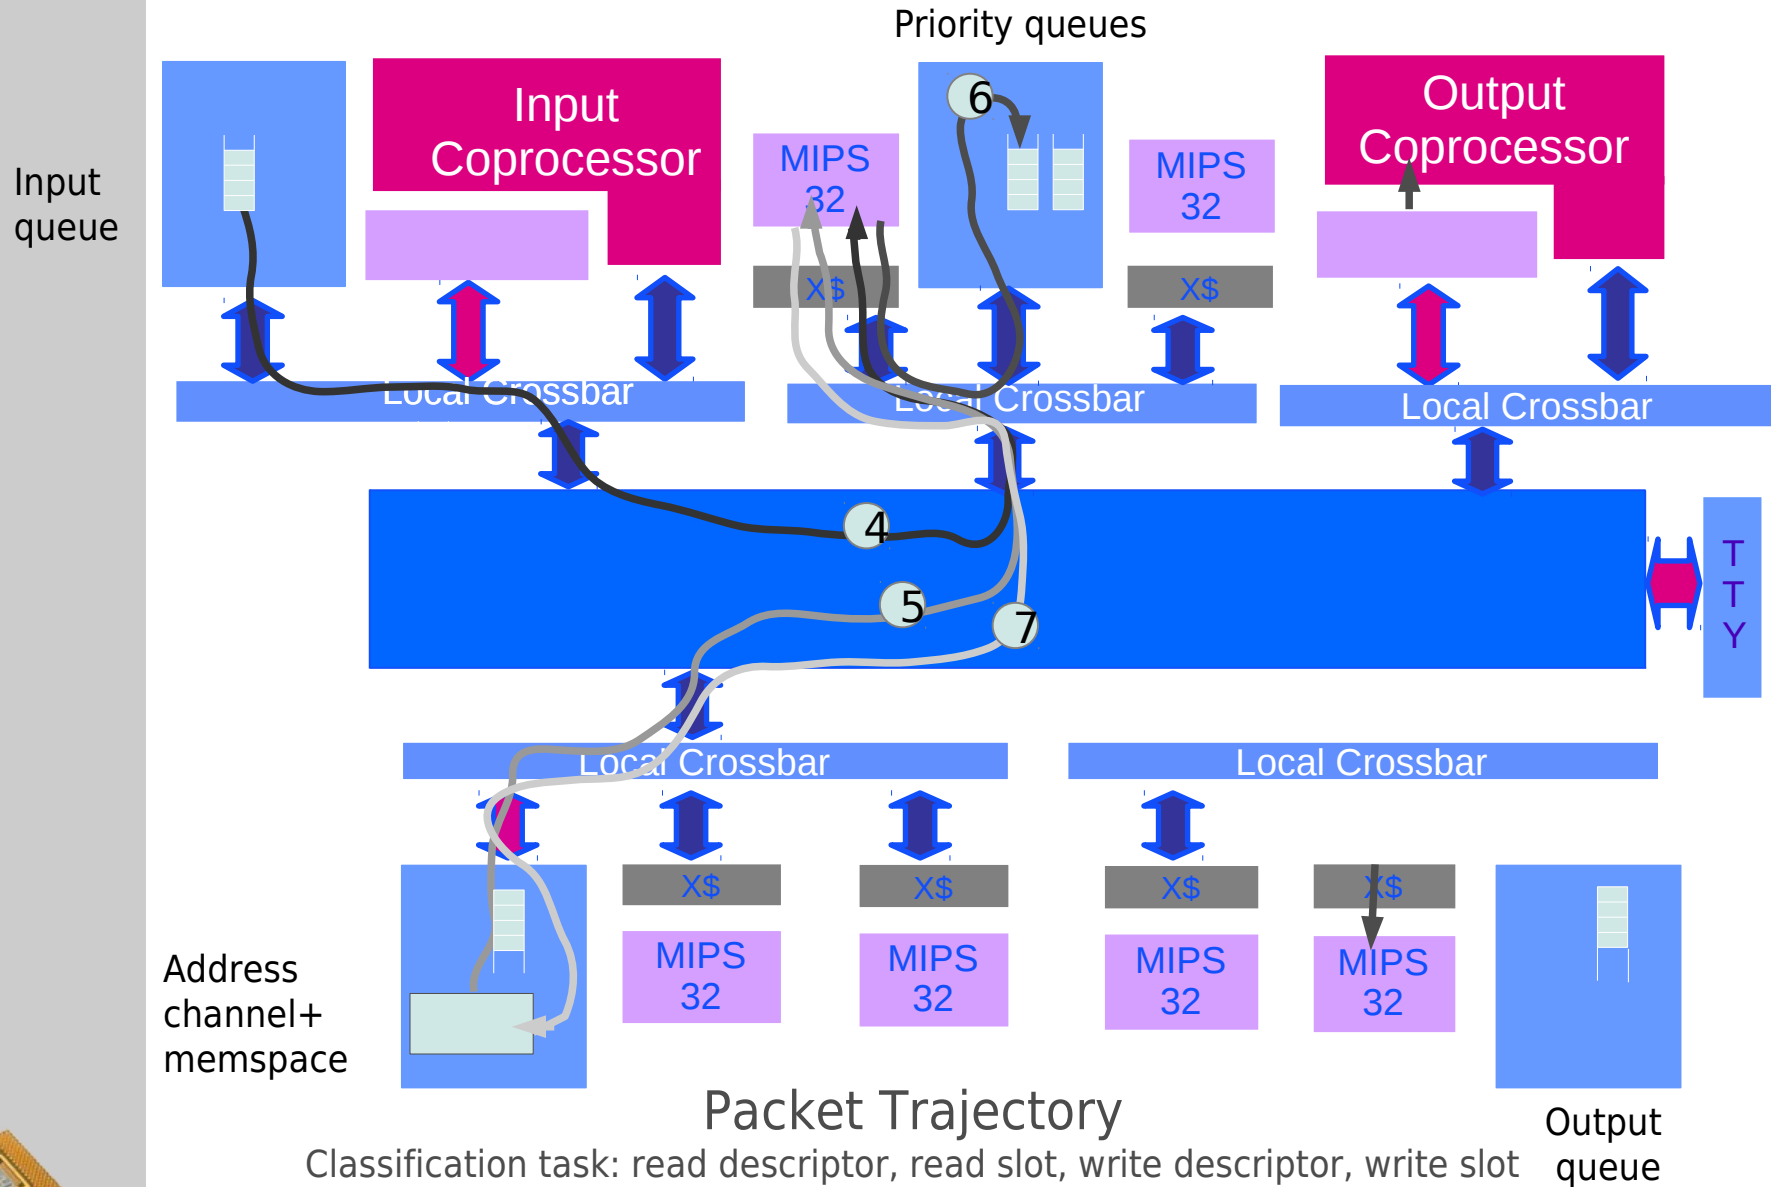 Priority queues
Input
Coprocessor
Output
Coprocessor
Input
queue
MIPS
32
6
MIPS
32
X$
X$
Local Crossbar
Local Crossbar
Local Crossbar
4
5
7
T
T
Y
Local Crossbar
Local Crossbar
X$
X$
X$
X$
MIPS
32
MIPS
32
MIPS
32
MIPS
32
Address
channel+
memspace
Packet Trajectory
Classification task: read descriptor, read slot, write descriptor, write slot
Output
queue